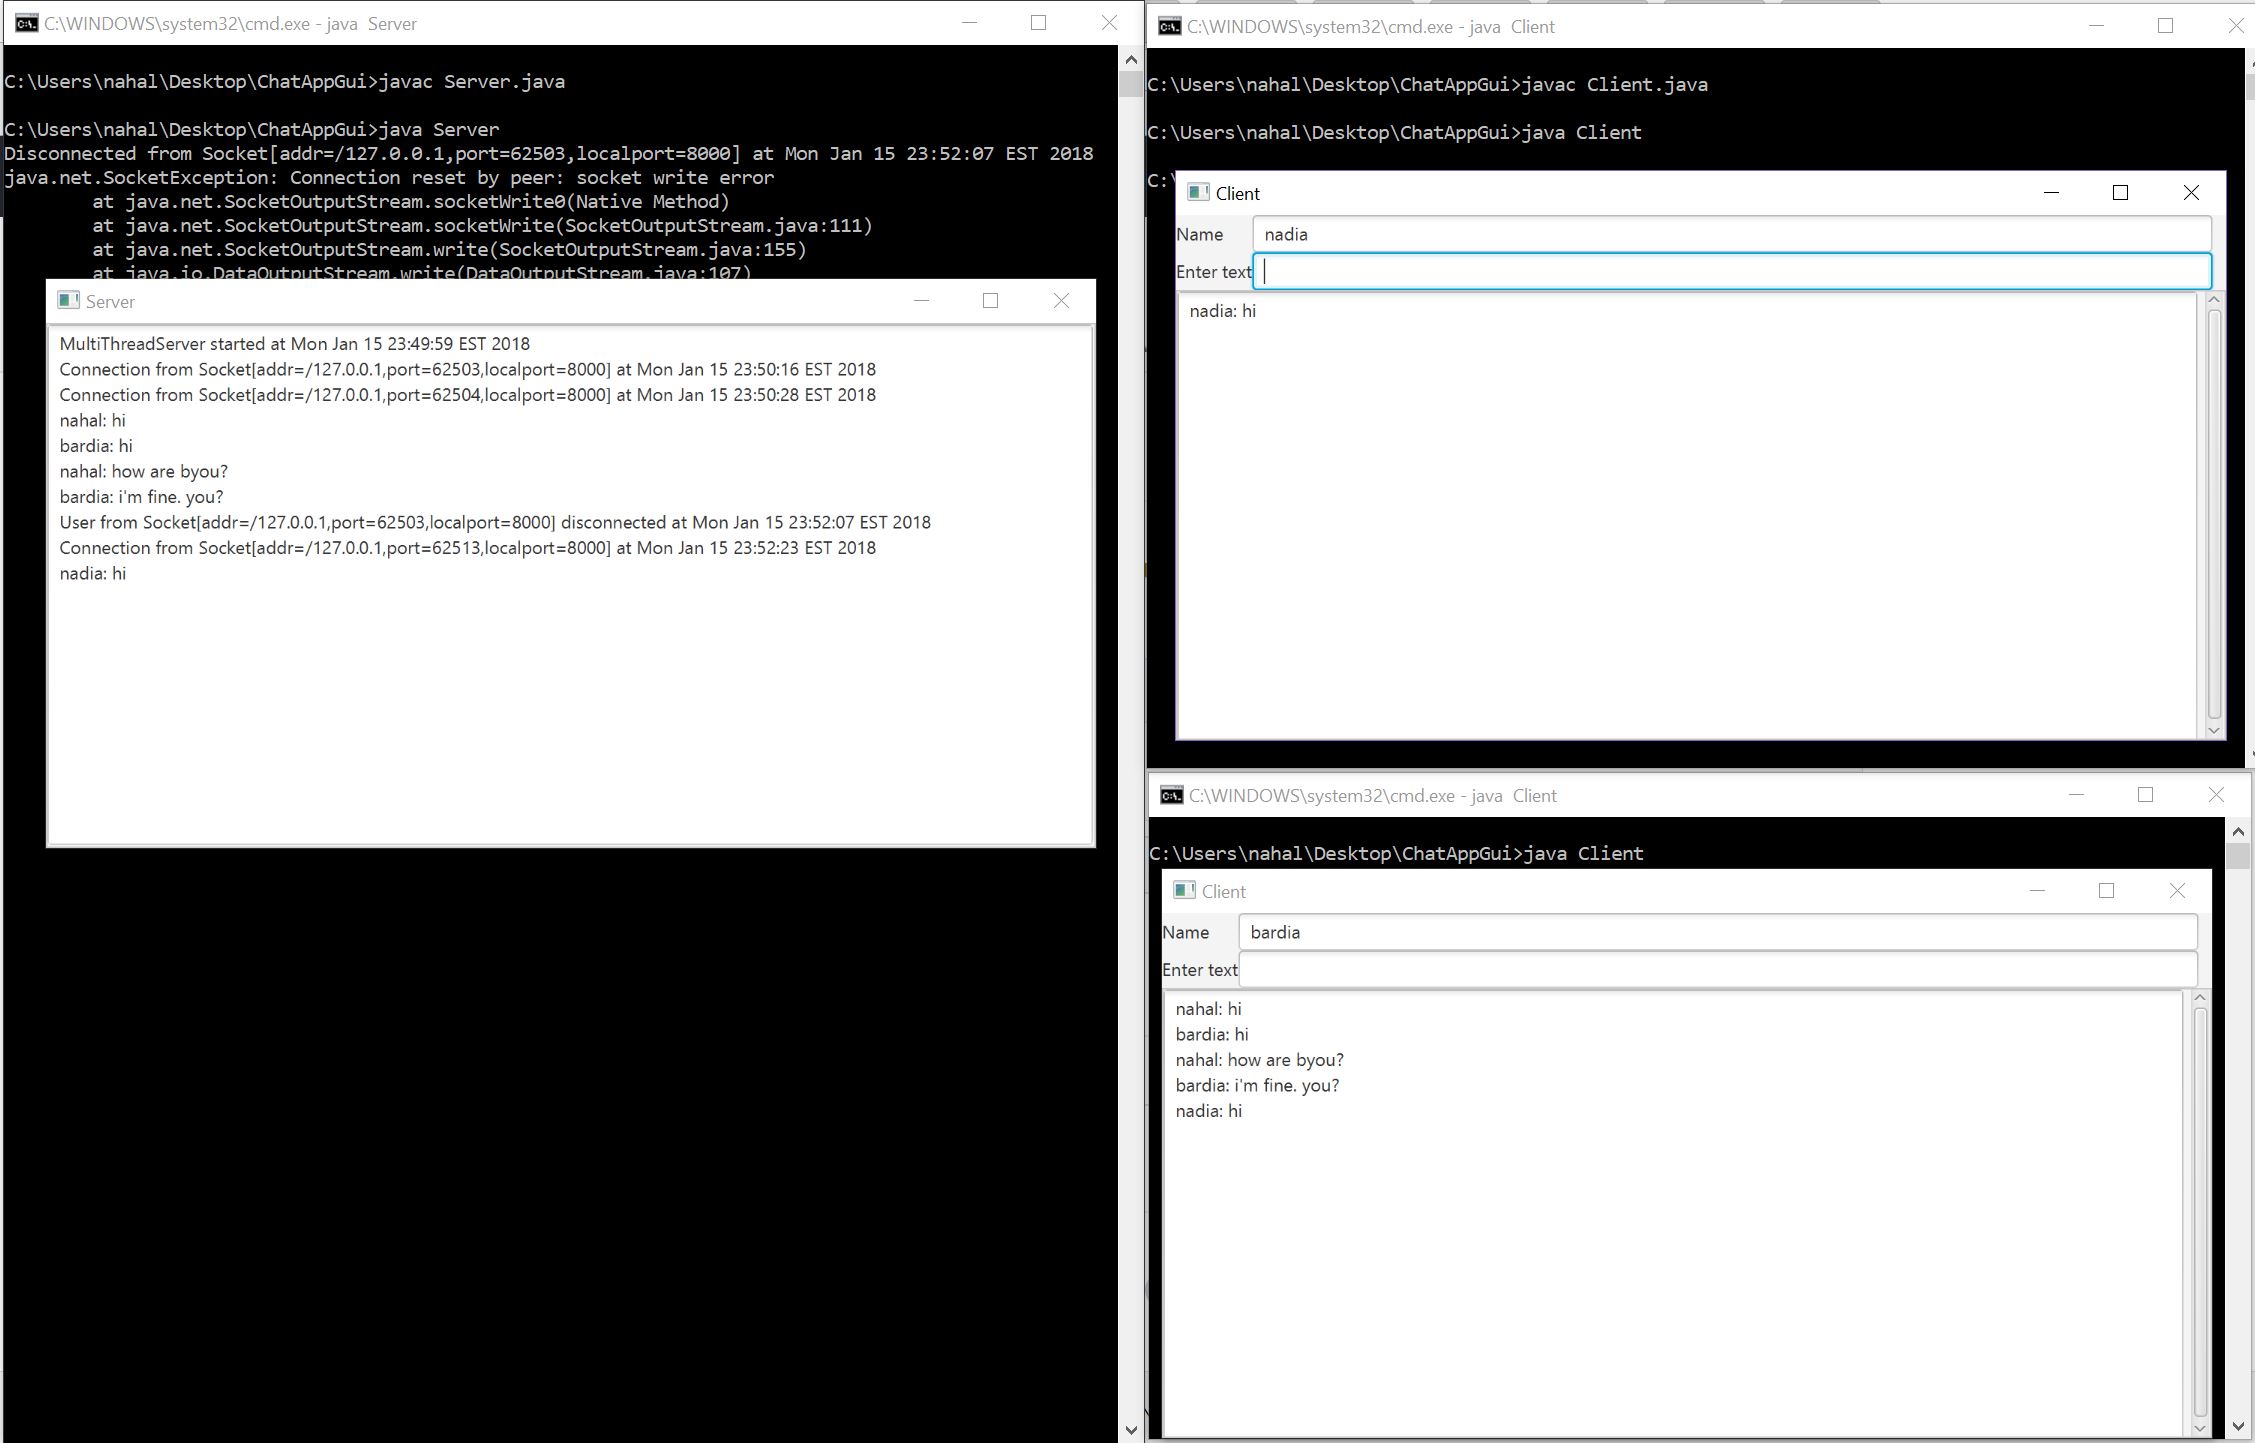 C:\WINDOWS\system32\cmd.exe - java  Server
C:\Users\nahal\Desktop\ChatAppGui>javac Server.java
C:\Users\nahal\Desktop\ChatAppGui>java Server
Disconnected from Socket[addr=/127.0.0.1,port=62503,localport=8000] at Mon Jan 15 23:52:07 EST 2018
java.net.SocketException: Connection reset by peer: socket write error
at java.net.SocketOutputStream.socketWrite0(Native Method)
at java.net.SocketOutputStream.socketWrite(SocketOutputStream.java:111)
at java.net.SocketOutputStream.write(SocketOutputStream.java:155)
at java.io.DataOutputStream.write(DataOutputStream.java:107)
Server
MultiThreadServer started at Mon Jan 15 23:49:59 EST 2018
Connection from Socket[addr=/127.0.0.1,port=62503,localport=8000] at Mon Jan 15 23:50:16 EST 2018
Connection from Socket[addr=/127.0.0.1,port=62504,localport=8000] at Mon Jan 15 23:50:28 EST 2018
nahal: hi
bardia: hi
nahal: how are byou?
bardia: i'm fine. you?
User from Socket[addr=/127.0.0.1,port=62503,localport=8000] disconnected at Mon Jan 15 23:52:07 EST 2018
Connection from Socket[addr=/127.0.0.1,port=62513,localport=8000] at Mon Jan 15 23:52:23 EST 2018
nadia: hi
C:\WINDOWS\system32\cmd.exe - java  Client
C:\Users\nahal\Desktop\ChatAppGui>javac Client.java
C:\Users\nahal\Desktop\ChatAppGui>java Client
C:\
Client
Name nadia
Enter text
nadia: hi
C:\WINDOWS\system32\cmd.exe - java  Client
C:\Users\nahal\Desktop\ChatAppGui>java Client
Client
Name bardia
Enter text
nahal: hi
bardia: hi
nahal: how are byou?
bardia: i'm fine. you?
nadia: hi